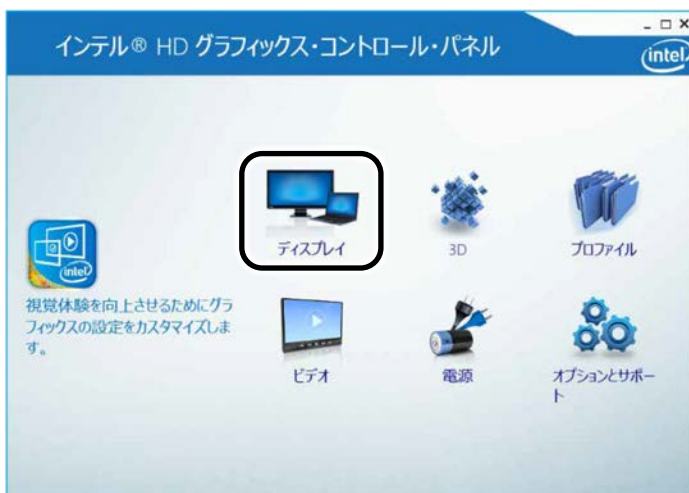 インテル® HD グラフィックス・コントロール・パネル
intel
ディスプレイ
3D
プロファイル
intel
視覚体験を向上させるためにグラ
フィックスの設定をカスタマイズしま
す。
ビデオ
電源
オプションとサポー
ト